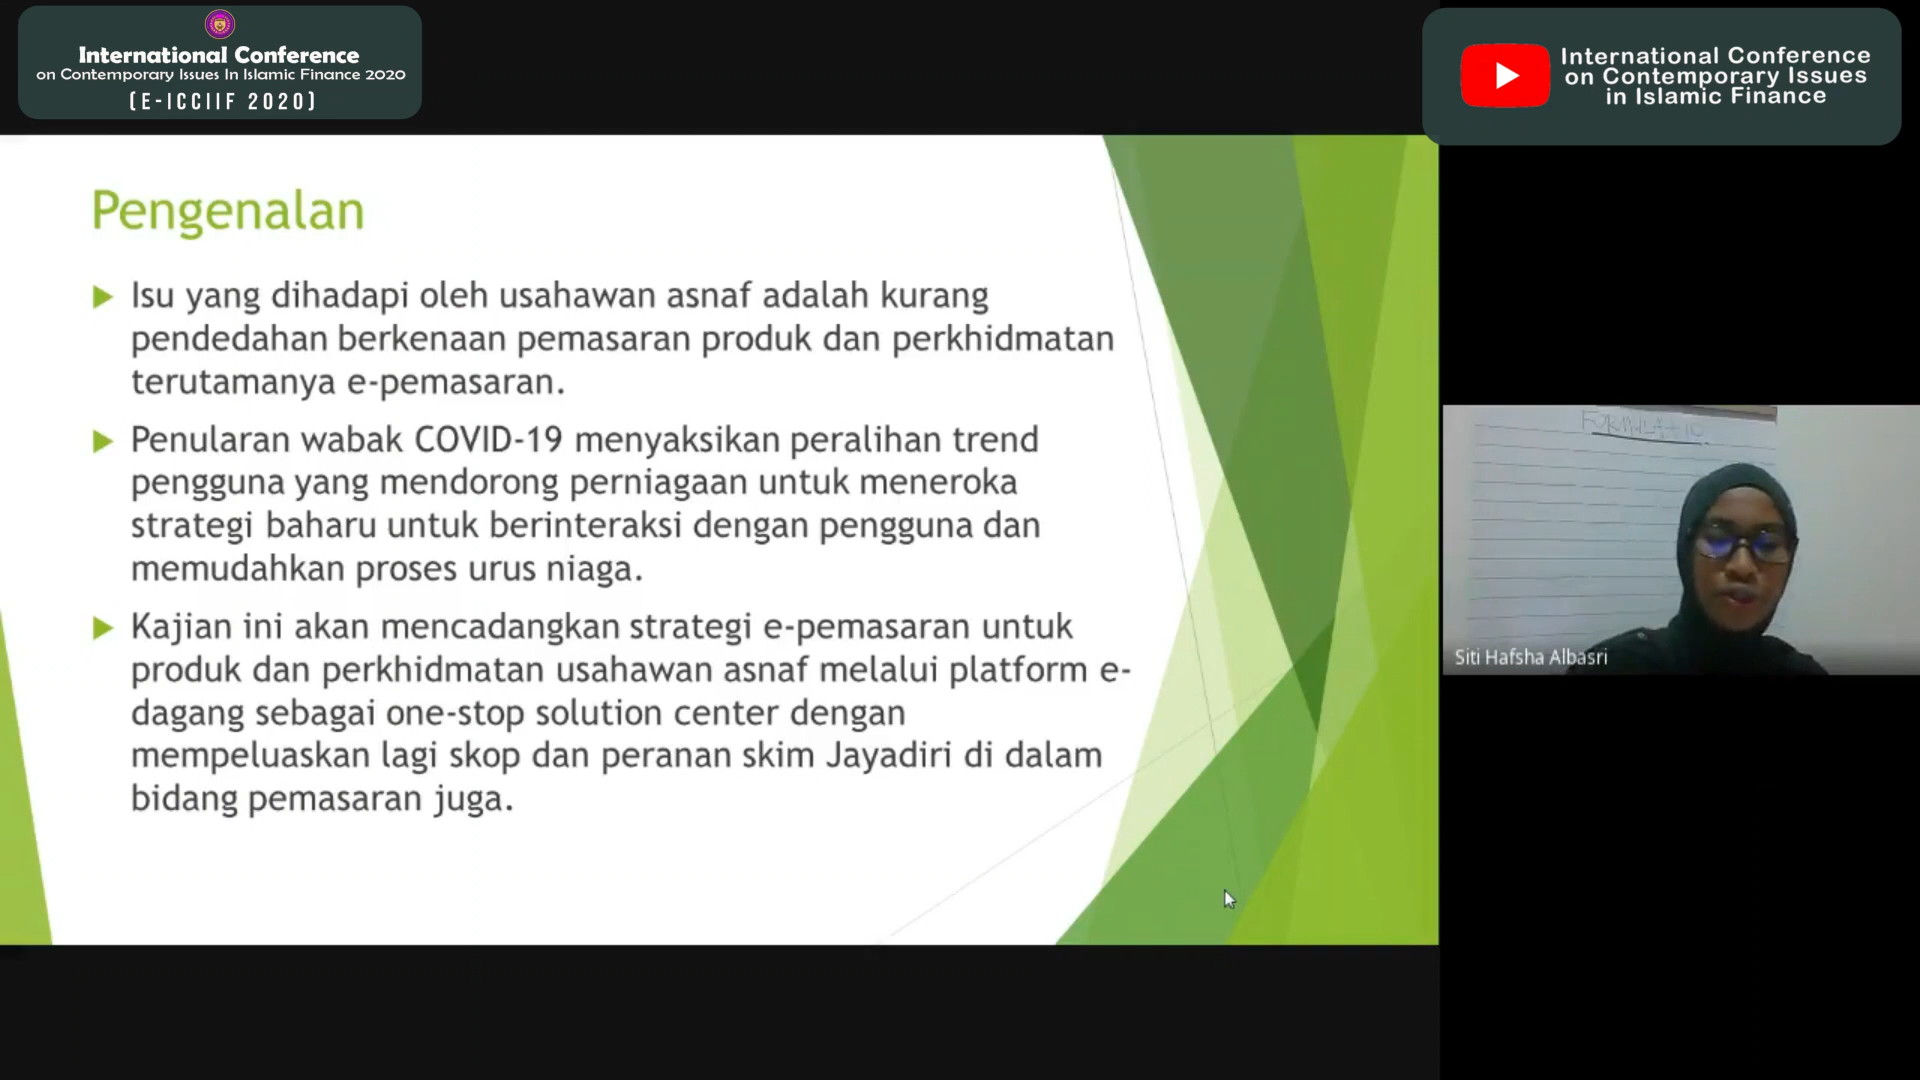 International Conference
on Contemporary Issues In Islamic Finance 2020
(E-ICCIIF 2020)
International Conference
on Contemporary Issues
in Islamic Finance
Pengenalan
Isu yang dihadapi oleh usahawan asnaf adalah kurang
pendedahan berkenaan pemasaran produk dan perkhidmatan
terutamanya e-pemasaran.
Penularan wabak COVID-19 menyaksikan peralihan trend
pengguna yang mendorong perniagaan untuk meneroka
strategi baharu untuk berinteraksi dengan pengguna dan
memudahkan proses urus niaga.
Kajian ini akan mencadangkan strategi e-pemasaran untuk
produk dan perkhidmatan usahawan asnaf melalui platform e-
dagang sebagai one-stop solution center dengan
mempeluaskan lagi skop dan peranan skim Jayadiri di dalam
bidang pemasaran juga.
FORMULATIO
Siti Hafsha Albasri